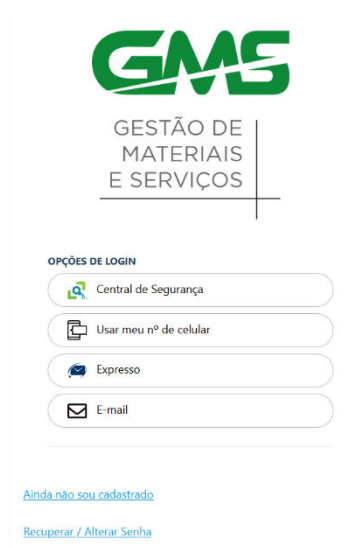 GMS
GESTÃO DE
MATERIAIS
E SERVIÇOS
OPÇÕES DE LOGIN
Central de Segurança
Usar meu nº de celular
Expresso
E-mail
Ainda não sou cadastrado
Recuperar / Alterar Senha